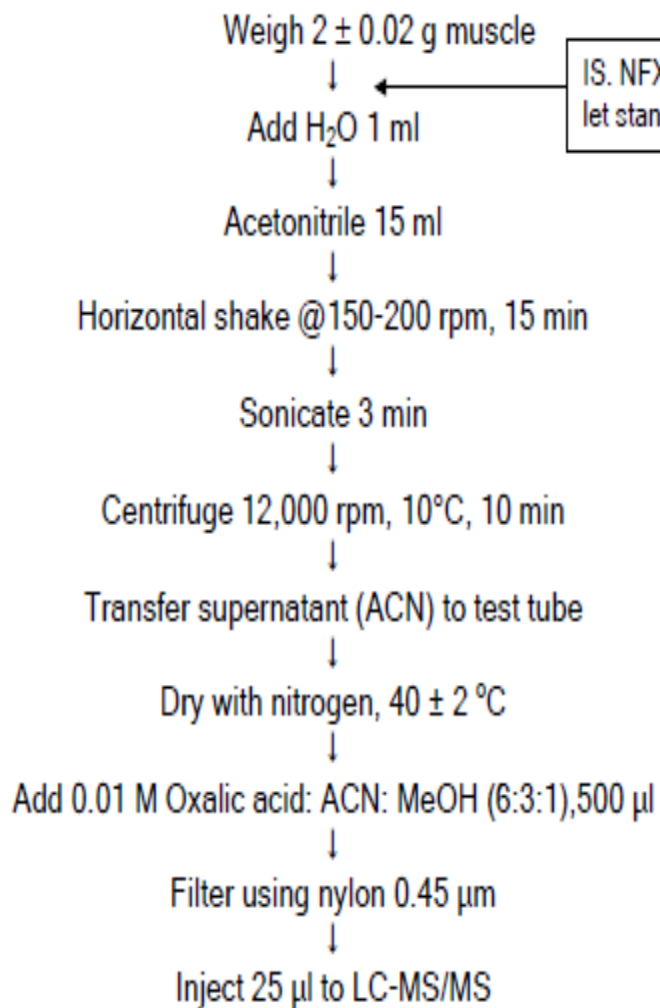 Weigh 2 ± 0.02 g muscle
↓
IS. NFX
let stan
Add H₂O 1 ml
↓
Acetonitrile 15 ml
↓
Horizontal shake @150-200 rpm, 15 min
↓
Sonicate 3 min
↓
Centrifuge 12,000 rpm, 10°C, 10 min
↓
Transfer supernatant (ACN) to test tube
↓
Dry with nitrogen, 40 ± 2 ⁰C
↓
Add 0.01 M Oxalic acid: ACN: MeOH (6:3:1),500 µl
↓
Filter using nylon 0.45 µm
↓
Inject 25 µl to LC-MS/MS